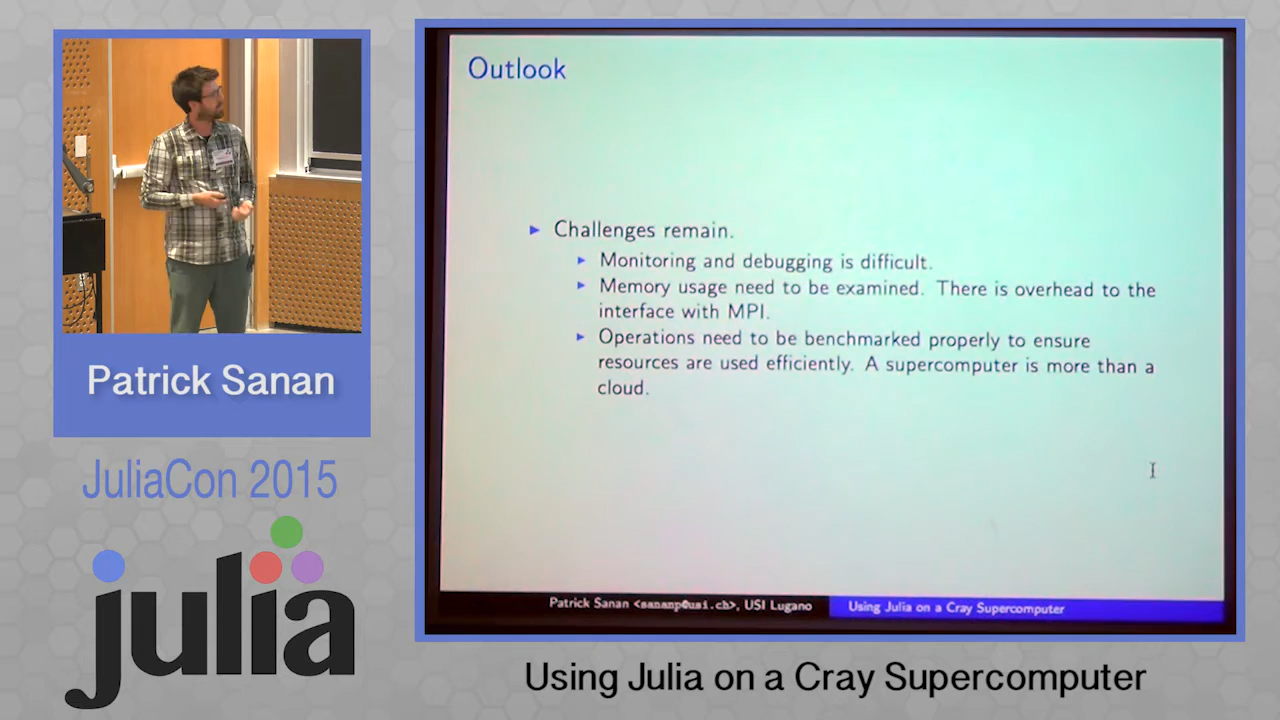 Outlook
Challenges remain.
Monitoring and debugging is difficult.
Memory usage need to be examined. There is overhead to the
interface with MPI.
Operations need to be benchmarked properly to ensure
resources are used efficiently. A supercomputer is more than a
cloud.
Patrick Sanan <sananp@usi.ch>, USI Lugano
Using Julia on a Cray Supercomputer
Patrick Sanan
JuliaCon 2015
julia
Using Julia on a Cray Supercomputer